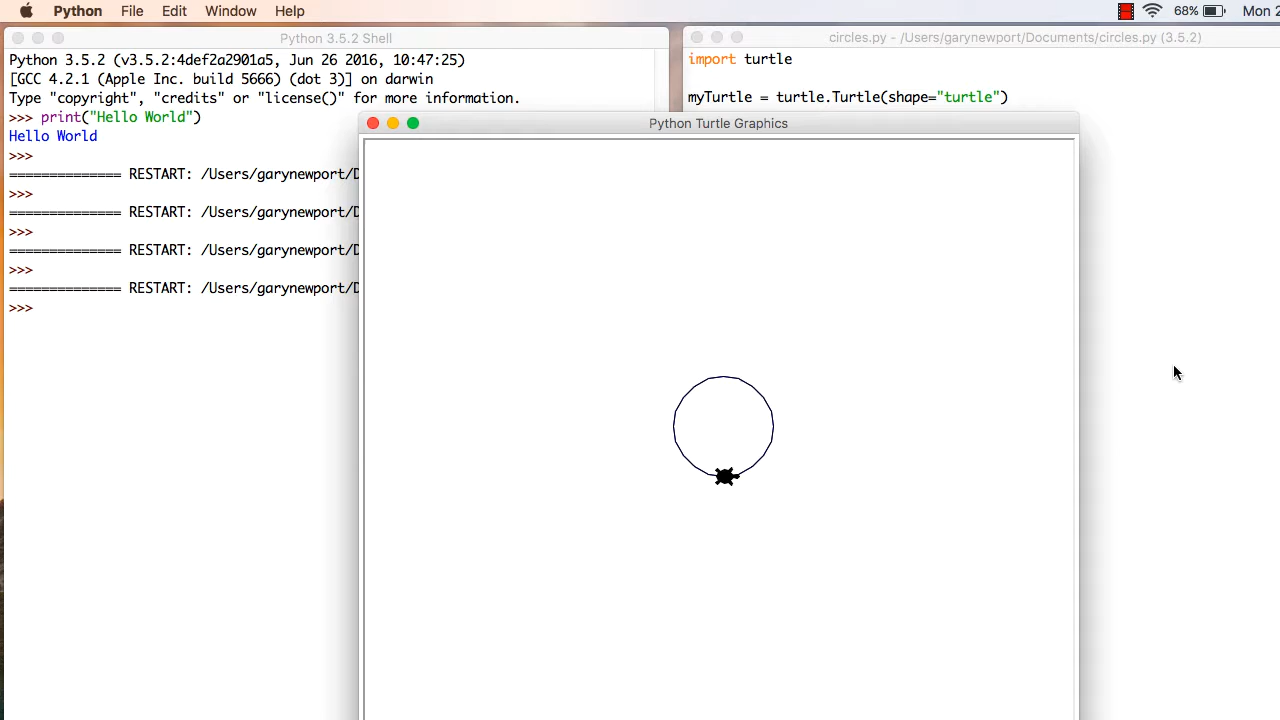 Python File Edit Window Help 68% Mon 2
Python 3.5.2 Shell
Python 3.5.2 (v3.5.2:4def2a2901a5, Jun 26 2016, 10:47:25)
[GCC 4.2.1 (Apple Inc. build 5666) (dot 3)] on darwin
Type "copyright", "credits" or "license()" for more information.
>>> print("Hello World")
Hello World
>>>
============== RESTART: /Users/garynewport/D
>>>
============== RESTART: /Users/garynewport/D
>>>
============== RESTART: /Users/garynewport/D
>>>
============== RESTART: /Users/garynewport/D
>>>
circles.py - /Users/garynewport/Documents/circles.py (3.5.2)
import turtle
myTurtle = turtle.Turtle(shape="turtle")
Python Turtle Graphics